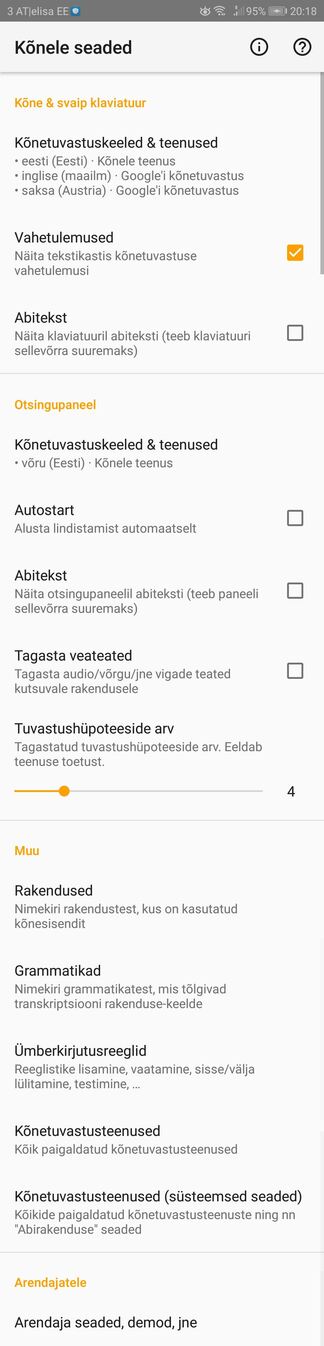 3 AT|elisa EE
95% 20:18
Kõnele seaded
Kõne & svaip klaviatuur
Kõnetuvastuskeeled & teenused
• eesti (Eesti) · Kõnele teenus
• inglise (maailm) · Google'i kõnetuvastus
• saksa (Austria) · Google'i kõnetuvastus
Vahetulemused
Näita tekstikastis kõnetuvastuse
vahetulemusi
Abitekst
Näita klaviatuuril abiteksti (teeb klaviatuuri
sellevõrra suuremaks)
Otsingupaneel
Kõnetuvastuskeeled & teenused
• võru (Eesti) · Kõnele teenus
Autostart
Alusta lindistamist automaatselt
Abitekst
Näita otsingupaneelil abiteksti (teeb paneeli
sellevõrra suuremaks)
Tagasta veateated
Tagasta audio/võrgu/jne vigade teated
kutsuvale rakendusele
Tuvastushüpoteeside arv
Tagastatud tuvastushüpoteeside arv. Eeldab
teenuse toetust.
4
Muu
Rakendused
Nimekiri rakendustest, kus on kasutatud
kõnesisendit
Grammatikad
Nimekiri grammatikatest, mis tõlgivad
transkriptsiooni rakenduse-keelde
Ümberkirjutusreeglid
Reeglistike lisamine, vaatamine, sisse/välja
lülitamine, testimine, …
Kõnetuvastusteenused
Kõik paigaldatud kõnetuvastusteenused
Kõnetuvastusteenused (süsteemsed seaded)
Kõikide paigaldatud kõnetuvastusteenuste ning nn
"Abirakenduse" seaded
Arendajatele
Arendaja seaded, demod, jne